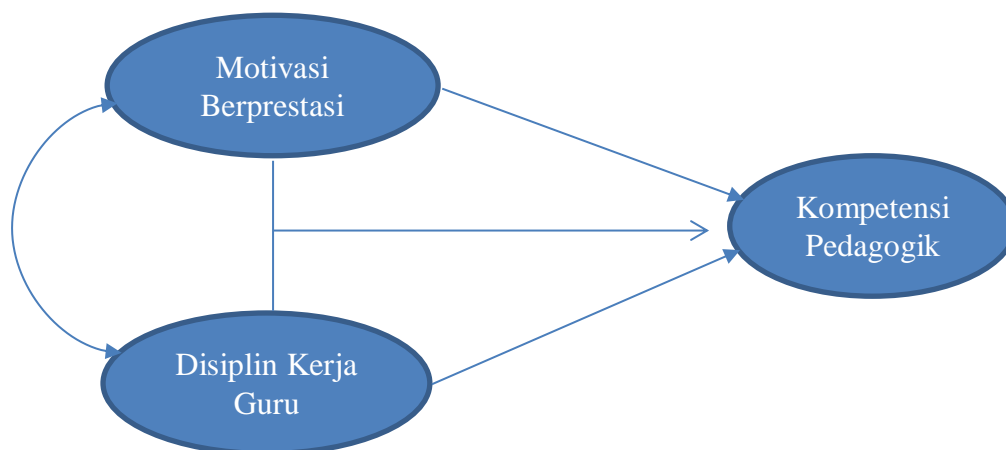 Motivasi
Berprestasi
Kompetensi
Pedagogik
Disiplin Kerja
Guru